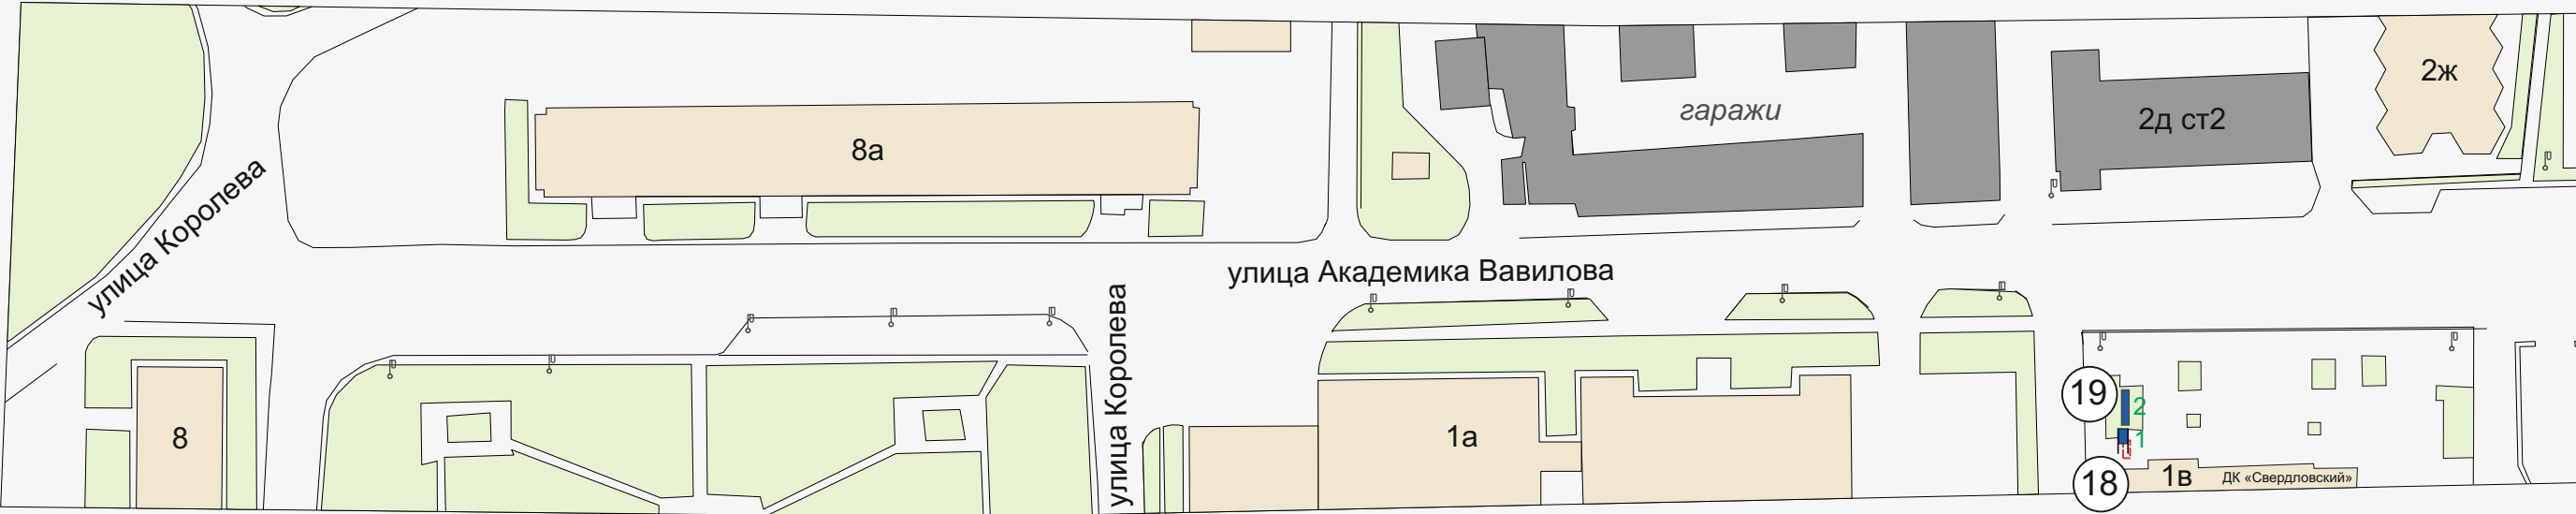 2ж
гаражи
2д ст2
8а
улица Королева
улица Академика Вавилова
улица Королева
19
2
8
1а
1
1в
ДК «Свердловский»
18